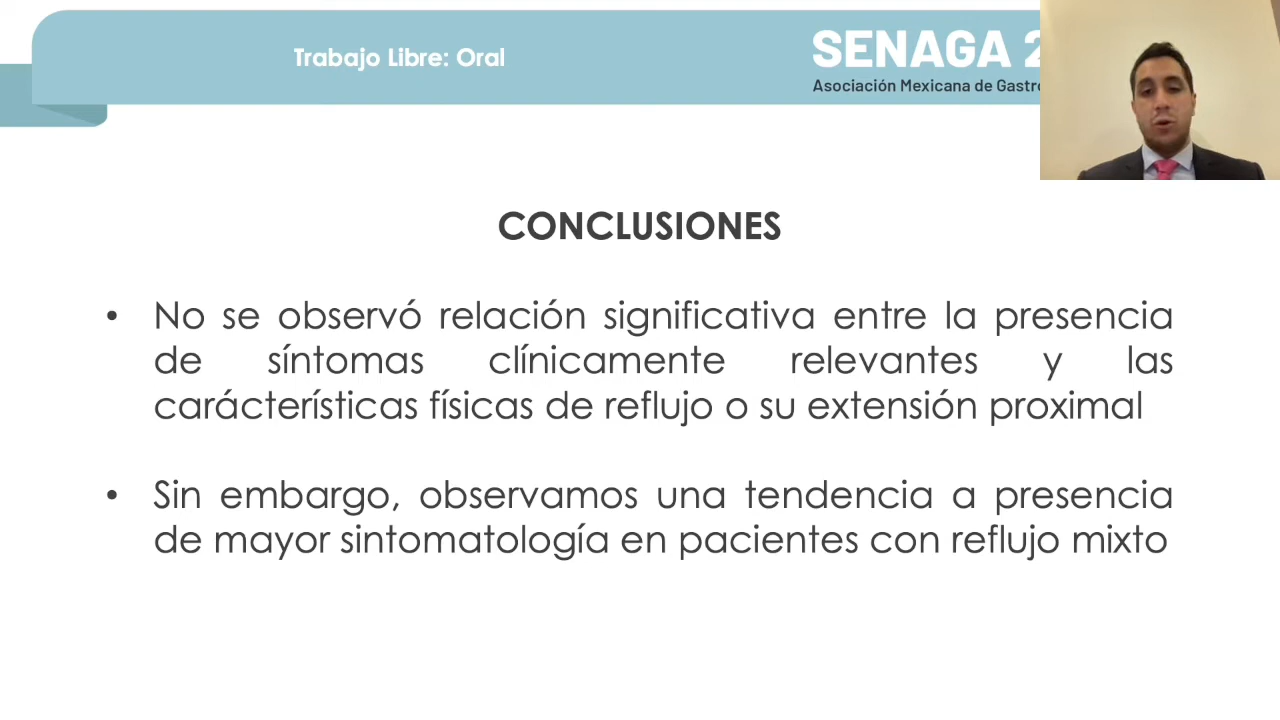 Trabajo Libre: Oral
SENAGA
Asociación Mexicana de
CONCLUSIONES
• No se observó relación significativa entre la presencia
de síntomas clínicamente relevantes y las
carácterísticas físicas de reflujo o su extensión proximal
• Sin embargo, observamos una tendencia a presencia
de mayor sintomatología en pacientes con reflujo mixto